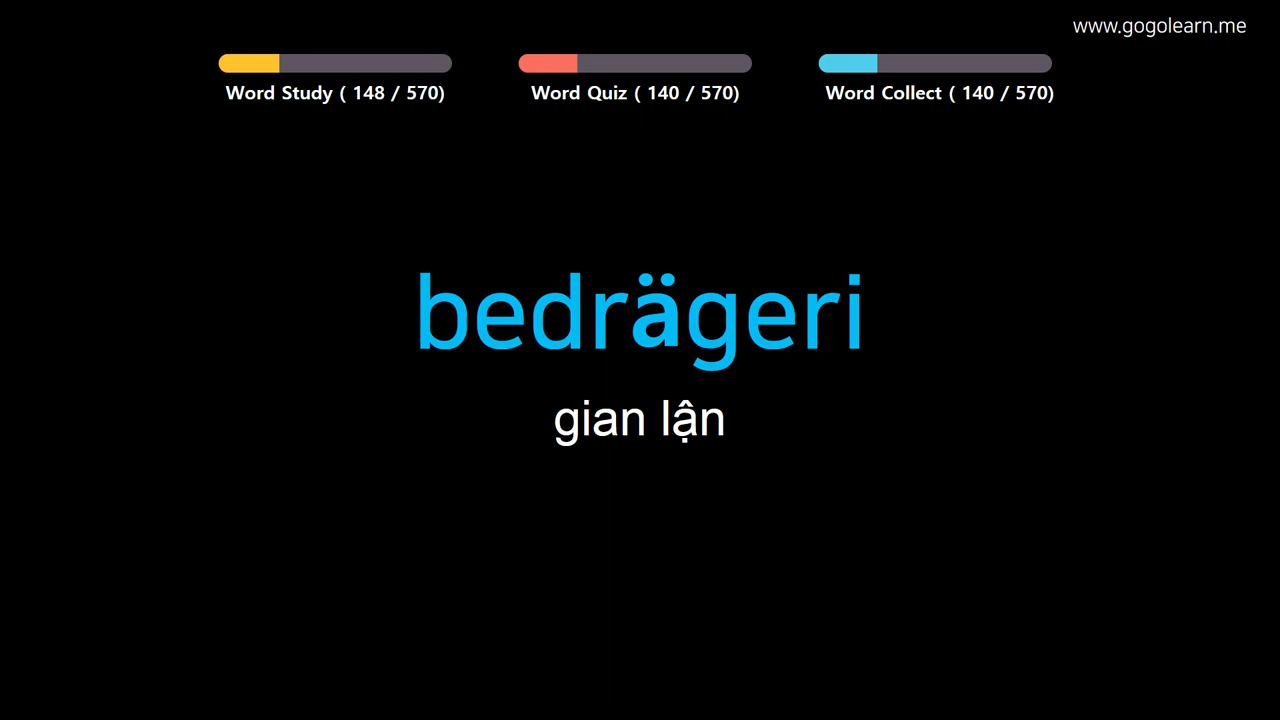 www.gogolearn.me
Word Study ( 148 / 570)
Word Quiz ( 140 / 570)
Word Collect ( 140 / 570)
bedrägeri
gian lận